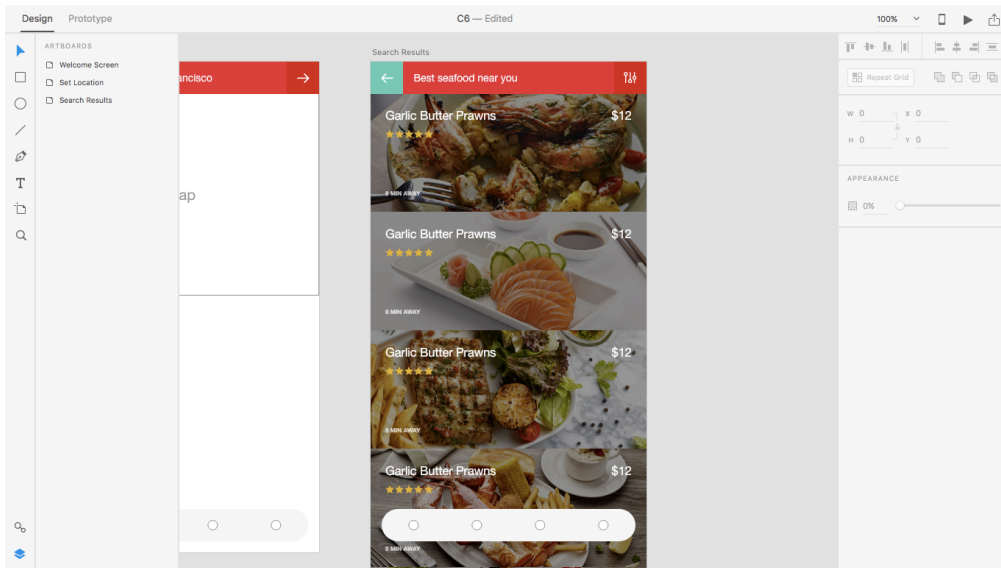 Design Prototype C6 — Edited 100%
ARTBOARDS
Welcome Screen
Set Location
Search Results
Search Results
ancisco
Best seafood near you
ap
Garlic Butter Prawns $12
8 MIN AWAY
Garlic Butter Prawns $12
8 MIN AWAY
Garlic Butter Prawns $12
8 MIN AWAY
Garlic Butter Prawns $12
8 MIN AWAY
Repeat Grid
W 0 X 0
H 0 Y 0
APPEARANCE
0%